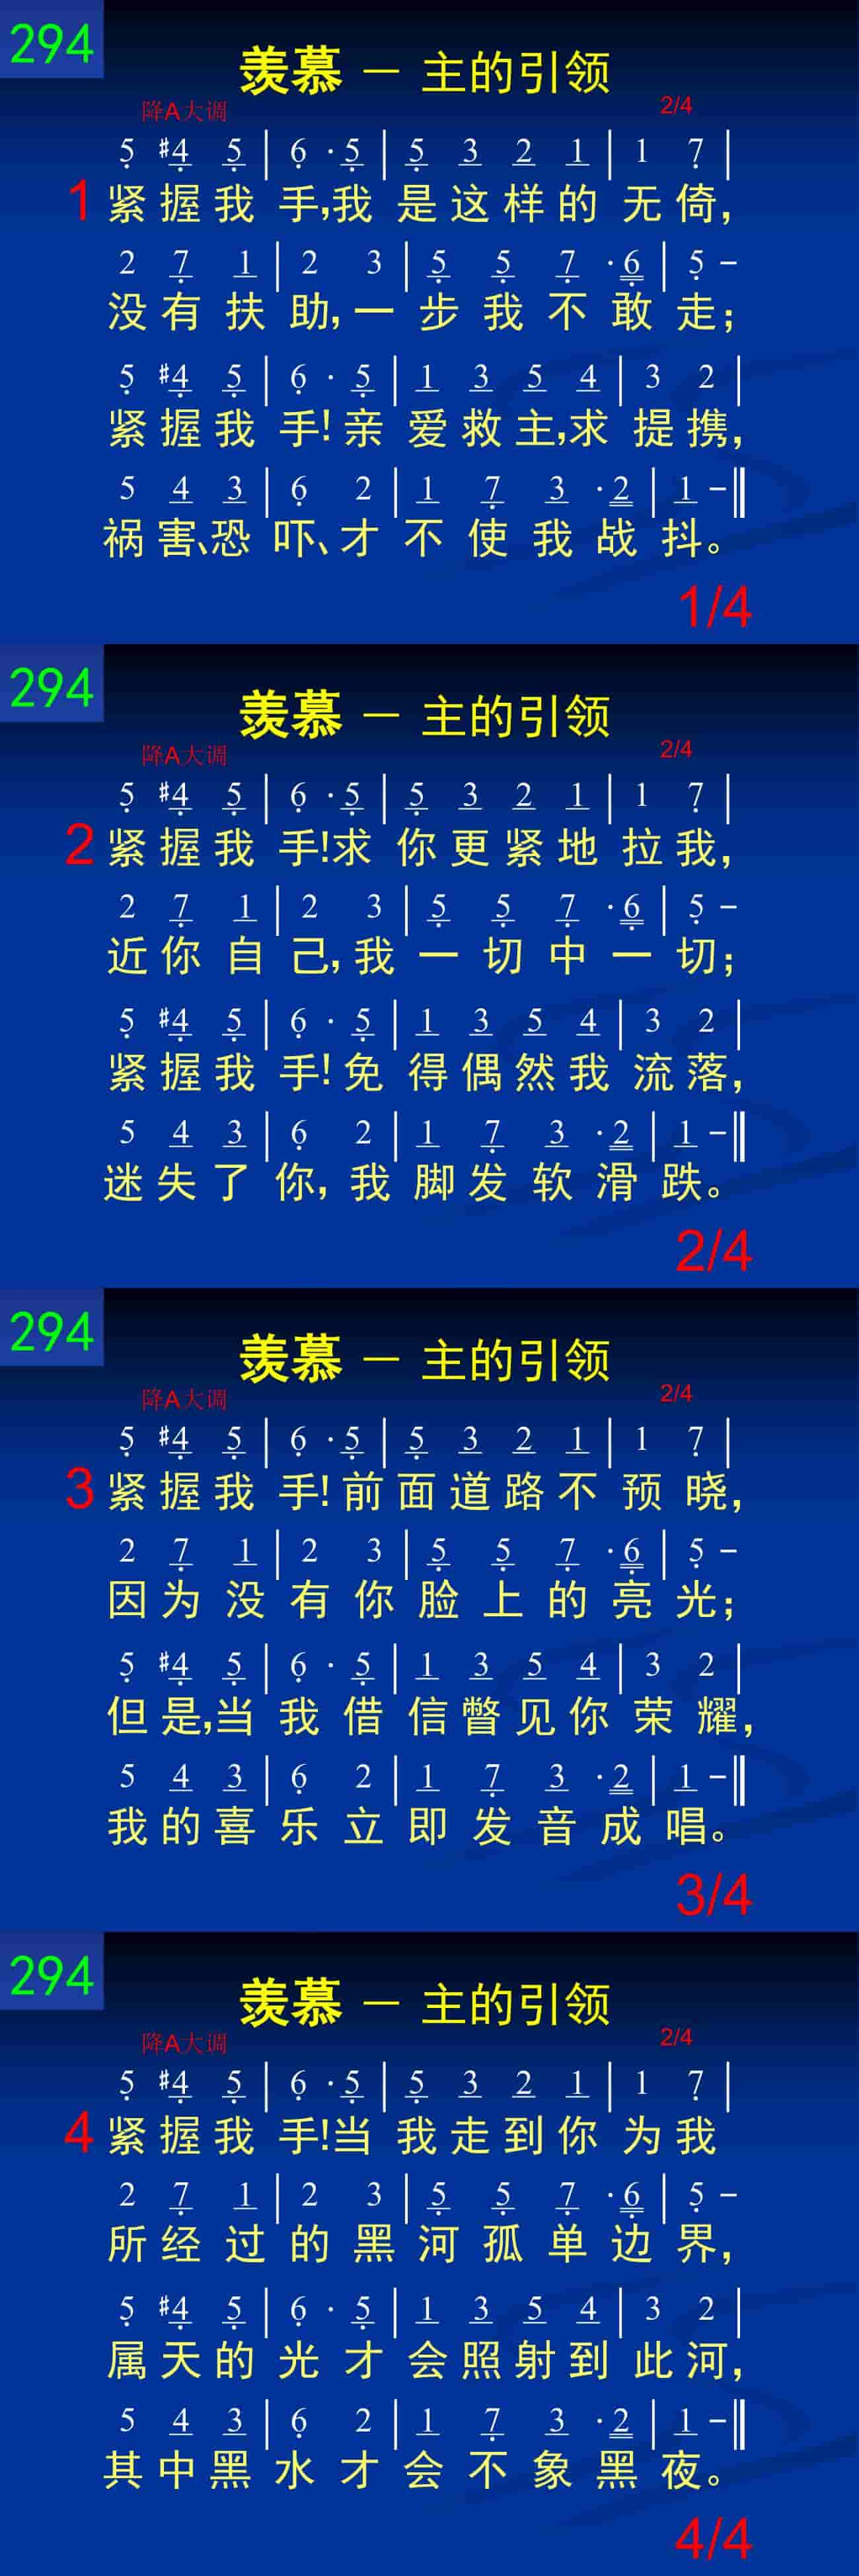 294
羡慕 － 主的引领
降A大调 2/4
5 #4 5 | 6 · 5 | 5 3 2 1 | 1 7 |
1 紧握我手,我是这样的无倚,
2 7 1 | 2 3 | 5 5 7 · 6 | 5 －
没有扶助,一步我不敢走;
5 #4 5 | 6 · 5 | 1 3 5 4 | 3 2 |
紧握我手!亲爱救主,求提携,
5 4 3 | 6 2 | 1 7 3 · 2 | 1 －‖
祸害、恐吓、才不使我战抖。
1/4
294
羡慕 － 主的引领
降A大调 2/4
5 #4 5 | 6 · 5 | 5 3 2 1 | 1 7 |
2 紧握我手!求你更紧地拉我,
2 7 1 | 2 3 | 5 5 7 · 6 | 5 －
近你自己,我一切中一切;
5 #4 5 | 6 · 5 | 1 3 5 4 | 3 2 |
紧握我手!免得偶然我流落,
5 4 3 | 6 2 | 1 7 3 · 2 | 1 －‖
迷失了你,我脚发软滑跌。
2/4
294
羡慕 － 主的引领
降A大调 2/4
5 #4 5 | 6 · 5 | 5 3 2 1 | 1 7 |
3 紧握我手!前面道路不预晓,
2 7 1 | 2 3 | 5 5 7 · 6 | 5 －
因为没有你脸上的亮光;
5 #4 5 | 6 · 5 | 1 3 5 4 | 3 2 |
但是,当我借信瞥见你荣耀,
5 4 3 | 6 2 | 1 7 3 · 2 | 1 －‖
我的喜乐立即发音成唱。
3/4
294
羡慕 － 主的引领
降A大调 2/4
5 #4 5 | 6 · 5 | 5 3 2 1 | 1 7 |
4 紧握我手!当我走到你为我
2 7 1 | 2 3 | 5 5 7 · 6 | 5 －
所经过的黑河孤单边界,
5 #4 5 | 6 · 5 | 1 3 5 4 | 3 2 |
属天的光才会照射到此河,
5 4 3 | 6 2 | 1 7 3 · 2 | 1 －‖
其中黑水才会不象黑夜。
4/4